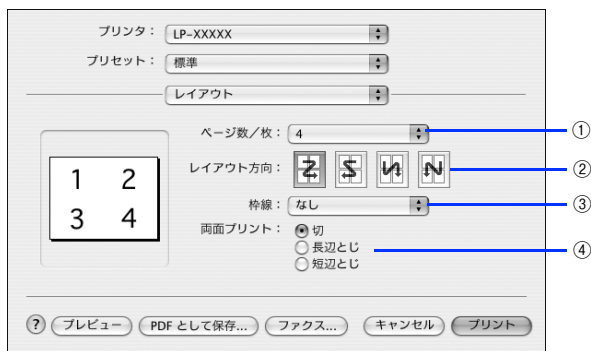 プリンタ： LP-XXXXX
プリセット： 標準
レイアウト
ページ数／枚： 4 ①
レイアウト方向： ②
枠線： なし ③
両面プリント： 切
長辺とじ ④
短辺とじ
1 2
3 4
? プレビュー PDF として保存... ファクス... キャンセル プリント